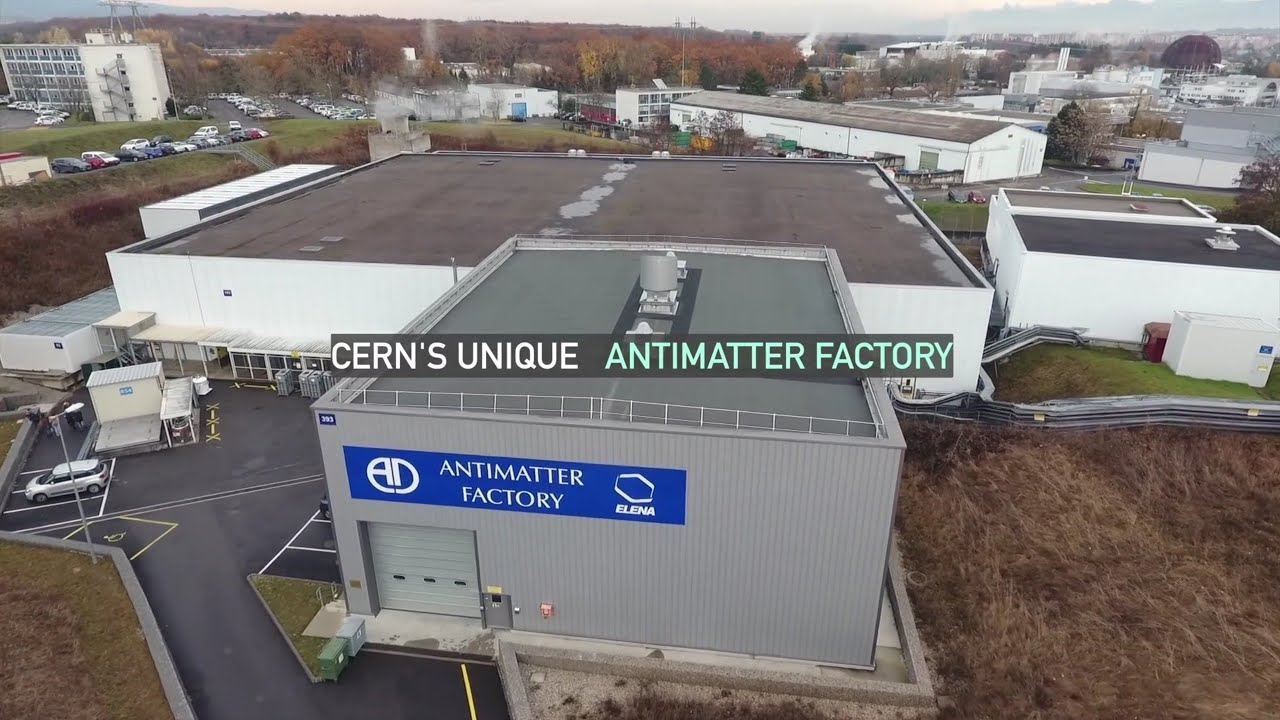 CERN'S UNIQUE ANTIMATTER FACTORY
393
AD
ANTIMATTER
FACTORY
ELENA